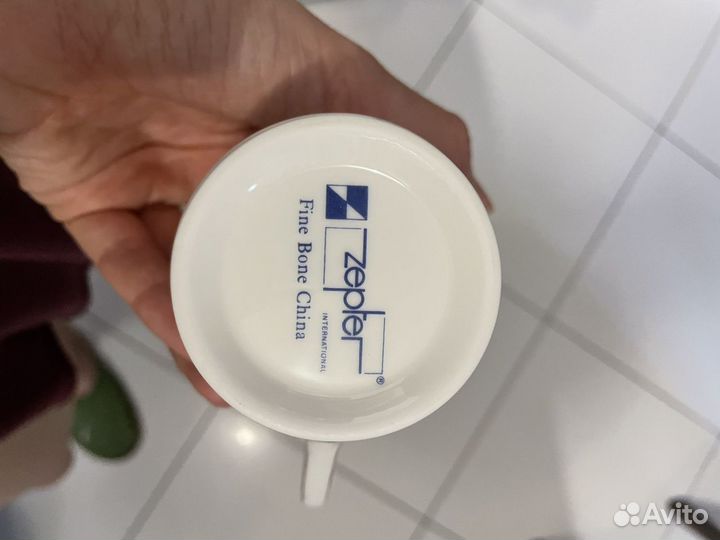 zepter
INTERNATIONAL
®
Fine Bone China
Avito